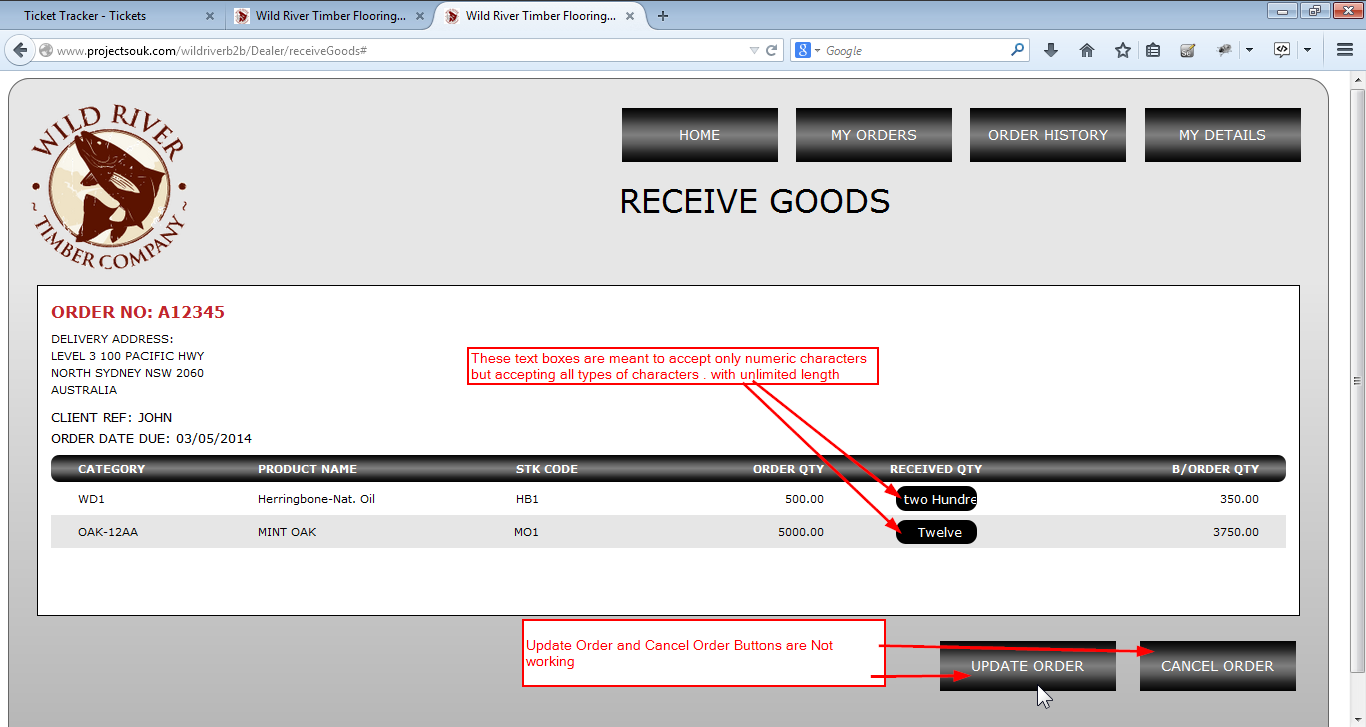 Ticket Tracker - Tickets
Wild River Timber Flooring...
Wild River Timber Flooring...
www.projectsouk.com/wildriverb2b/Dealer/receiveGoods#
Google
WILD RIVER
TIMBER COMPANY
HOME
MY ORDERS
ORDER HISTORY
MY DETAILS
RECEIVE GOODS
ORDER NO: A12345
DELIVERY ADDRESS:
LEVEL 3 100 PACIFIC HWY
NORTH SYDNEY NSW 2060
AUSTRALIA
CLIENT REF: JOHN
ORDER DATE DUE: 03/05/2014
These text boxes are meant to accept only numeric characters
but accepting all types of characters . with unlimited length
CATEGORY PRODUCT NAME STK CODE ORDER QTY RECEIVED QTY B/ORDER QTY
WD1 Herringbone-Nat. Oil HB1 500.00 two Hundre 350.00
OAK-12AA MINT OAK MO1 5000.00 Twelve 3750.00
Update Order and Cancel Order Buttons are Not
working
UPDATE ORDER
CANCEL ORDER